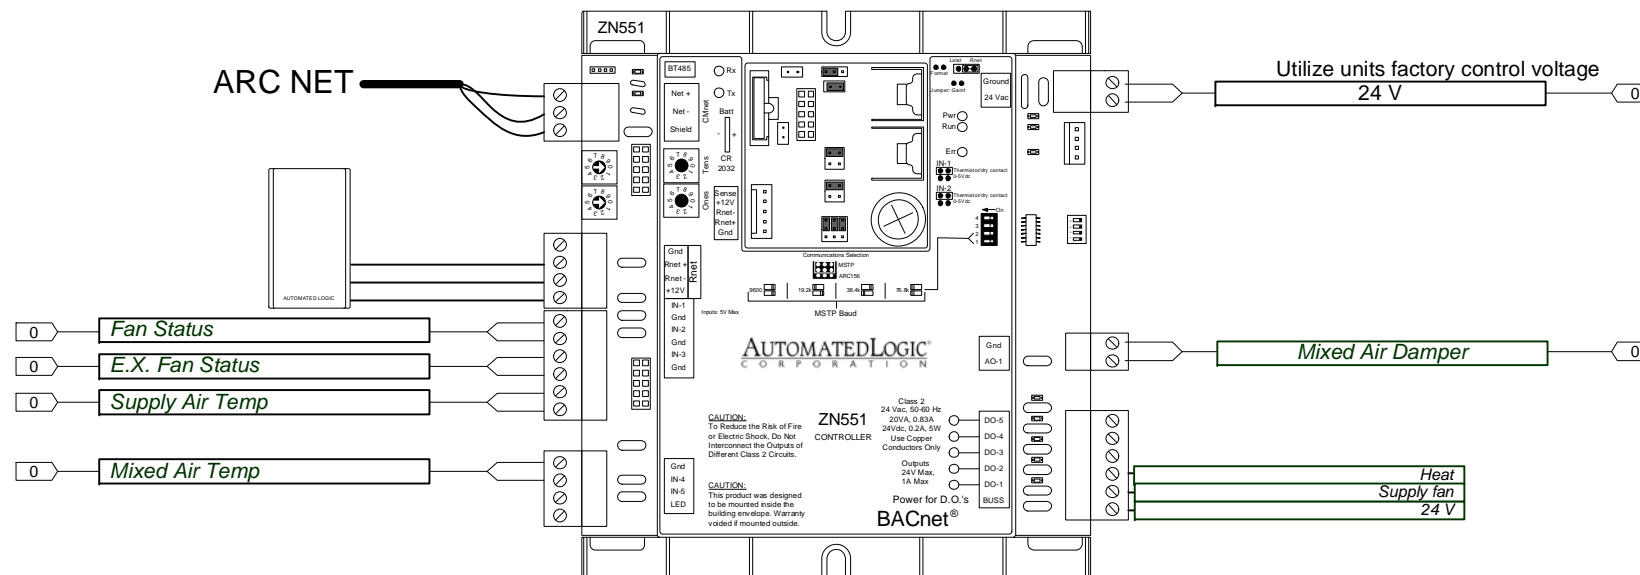 ZN551
ARC NET
BT485
Rx
Net +
Tx
Net -
Batt
Shield
CMnet
- +
CR
2032
Tens
Ones
Sense
+12V
Rnet-
Rnet+
Gnd
Format
Lstat Rnet
Jumper: Gainl
Ground
24 Vac
Pwr
Run
Err
IN-1
Thermistor/dry contact
0-5Vdc
IN-2
Thermistor/dry contact
0-5Vdc
On
4
3
2
1
Utilize units factory control voltage
24 V
0
AUTOMATED LOGIC
Gnd
Rnet +
Rnet -
+12V
Rnet
IN-1
Gnd
IN-2
Gnd
IN-3
Gnd
Inputs: 5V Max
Communications Selection
MSTP
ARC156
9600
19.2k
38.4k
76.8k
MSTP Baud
0 Fan Status
0 E.X. Fan Status
0 Supply Air Temp
0 Mixed Air Temp
AUTOMATEDLOGIC®
CORPORATION
Gnd
AO-1
Mixed Air Damper
0
CAUTION:
To Reduce the Risk of Fire
or Electric Shock, Do Not
Interconnect the Outputs of
Different Class 2 Circuits.
ZN551
CONTROLLER
Class 2
24 Vac, 50-60 Hz
20VA, 0.83A
24Vdc, 0.2A, 5W
Use Copper
Conductors Only
Outputs
24V Max,
1A Max
DO-5
DO-4
DO-3
DO-2
DO-1
BUSS
Power for D.O.'s
BACnet®
Gnd
IN-4
IN-5
LED
CAUTION:
This product was designed
to be mounted inside the
building envelope. Warranty
voided if mounted outside.
Heat
Supply fan
24 V